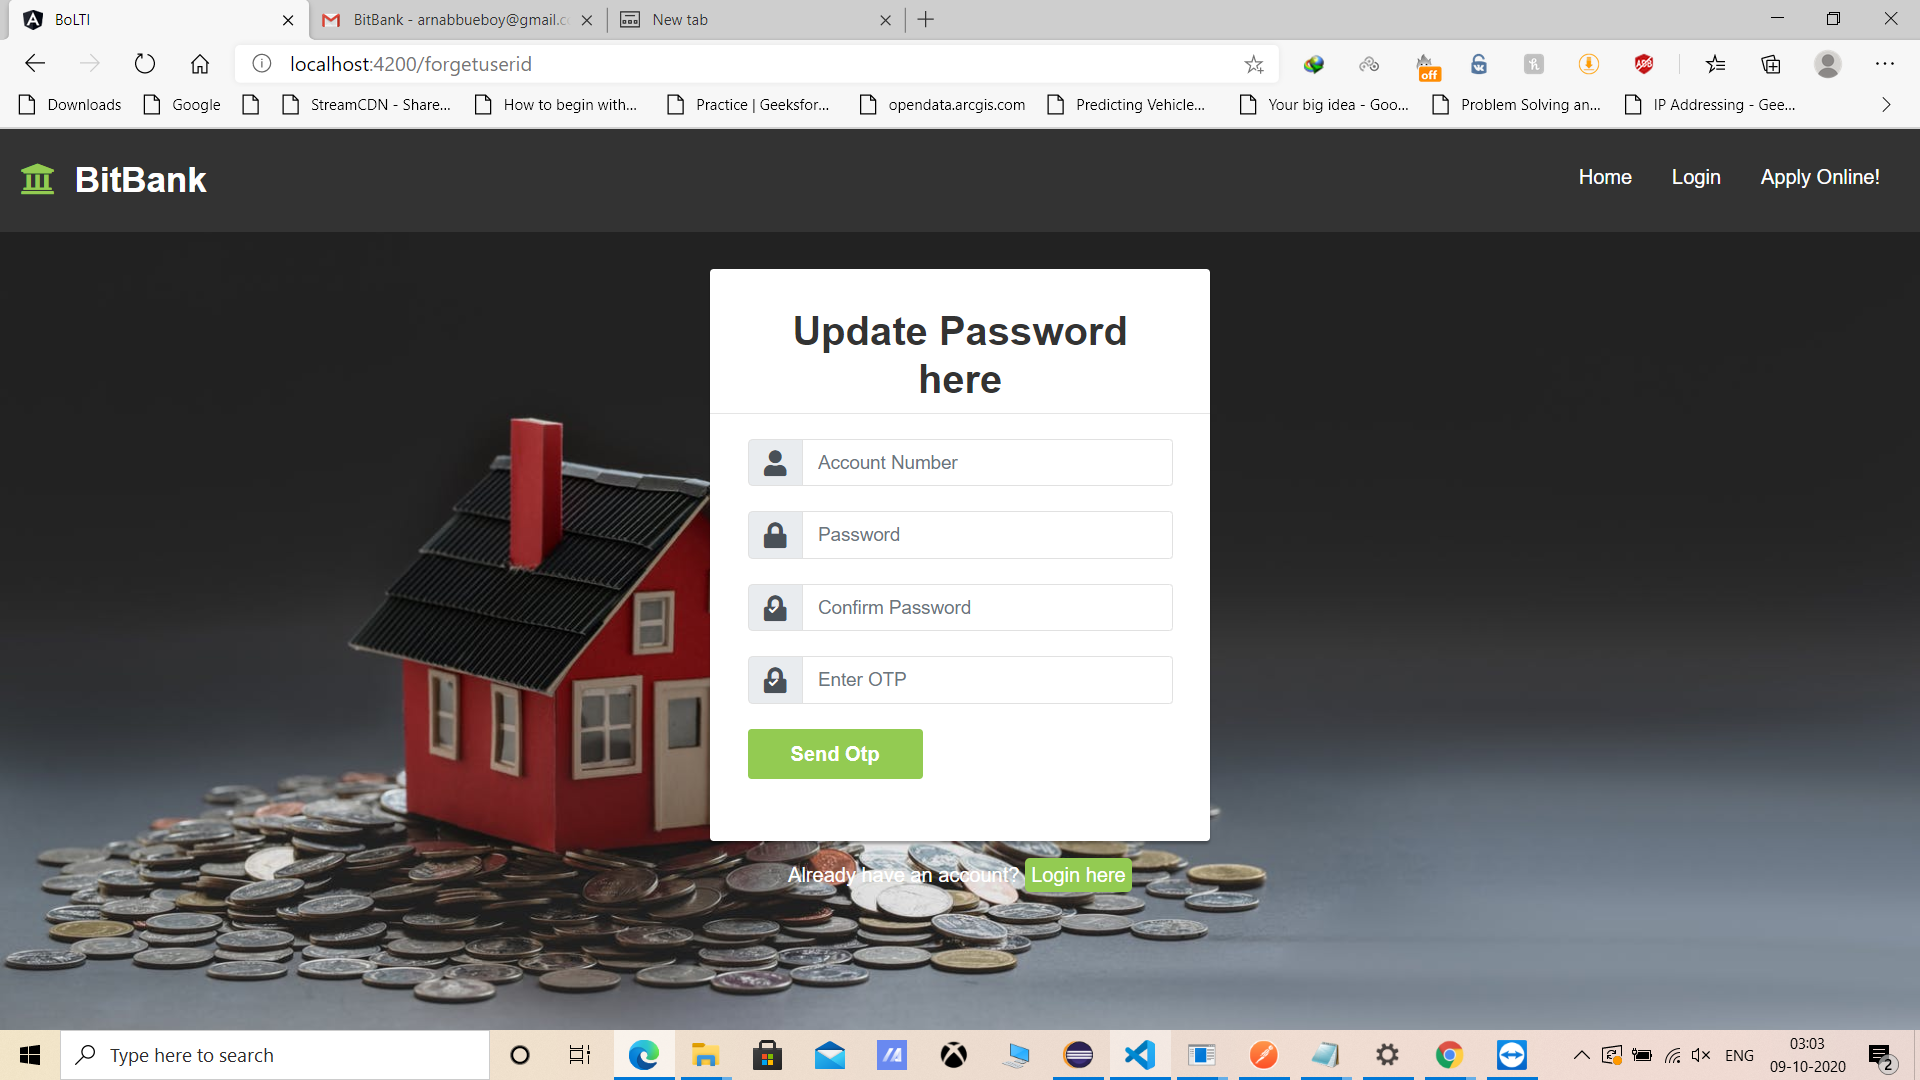 BoLTI
BitBank - arnabbueboy@gmail.c
New tab
localhost:4200/forgetuserid
off
Downloads
Google
StreamCDN - Share...
How to begin with...
Practice | Geeksfor...
opendata.arcgis.com
Predicting Vehicle...
Your big idea - Goo...
Problem Solving an...
IP Addressing - Gee...
BitBank
Home
Login
Apply Online!
Update Password
here
Account Number
Password
Confirm Password
Enter OTP
Send Otp
Already have an account? Login here
Type here to search
ENG
03:03
09-10-2020
2